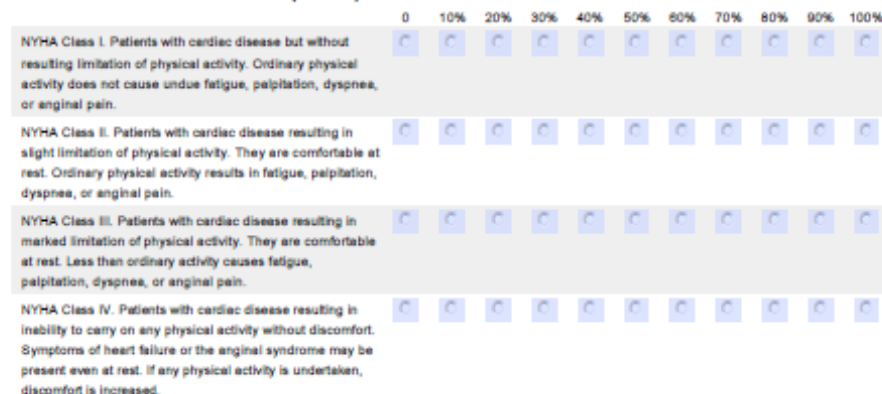 0 10% 20% 30% 40% 50% 60% 70% 80% 90% 100%
NYHA Class I. Patients with cardiac disease but without
resulting limitation of physical activity. Ordinary physical
activity does not cause undue fatigue, palpitation, dyspnea,
or anginal pain.
NYHA Class II. Patients with cardiac disease resulting in
slight limitation of physical activity. They are comfortable at
rest. Ordinary physical activity results in fatigue, palpitation,
dyspnea, or anginal pain.
NYHA Class III. Patients with cardiac disease resulting in
marked limitation of physical activity. They are comfortable
at rest. Less than ordinary activity causes fatigue,
palpitation, dyspnea, or anginal pain.
NYHA Class IV. Patients with cardiac disease resulting in
inability to carry on any physical activity without discomfort.
Symptoms of heart failure or the anginal syndrome may be
present even at rest. If any physical activity is undertaken,
discomfort is increased.